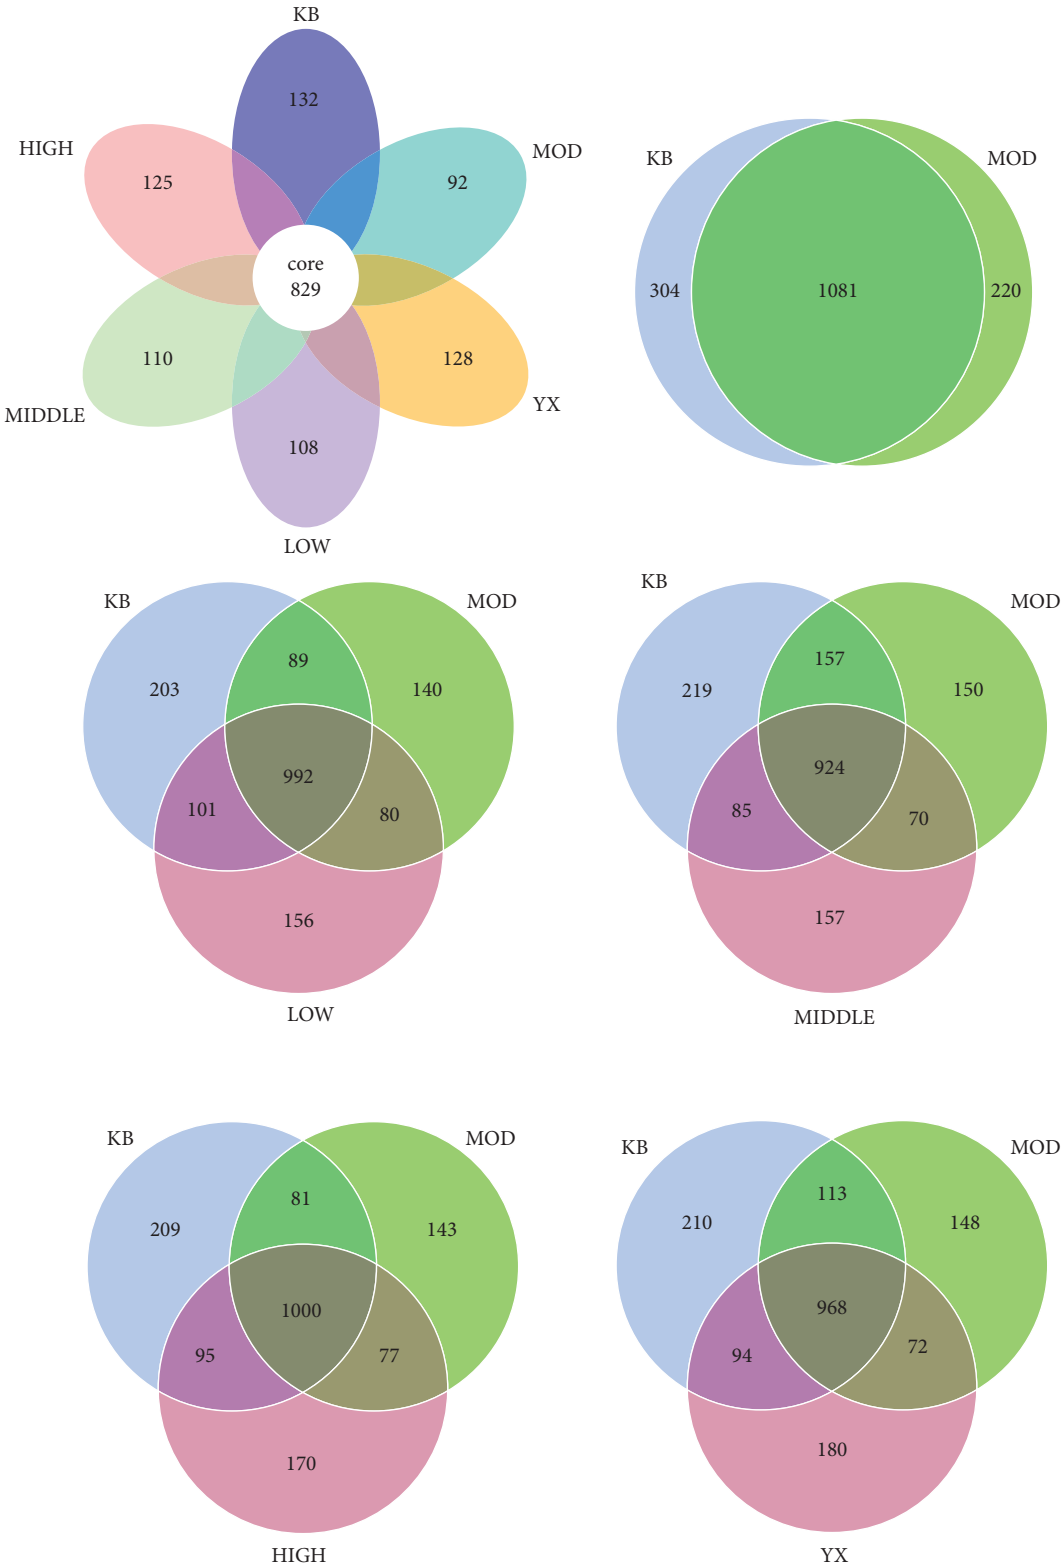 KB
132
HIGH
125
MOD
92
core
829
MIDDLE
110
YX
128
108
LOW
KB
MOD
304
1081
220
KB
MOD
89
203
140
992
101
80
156
LOW
KB
MOD
157
219
150
924
85
70
157
MIDDLE
KB
MOD
81
209
143
1000
95
77
170
HIGH
KB
MOD
113
210
148
968
94
72
180
YX